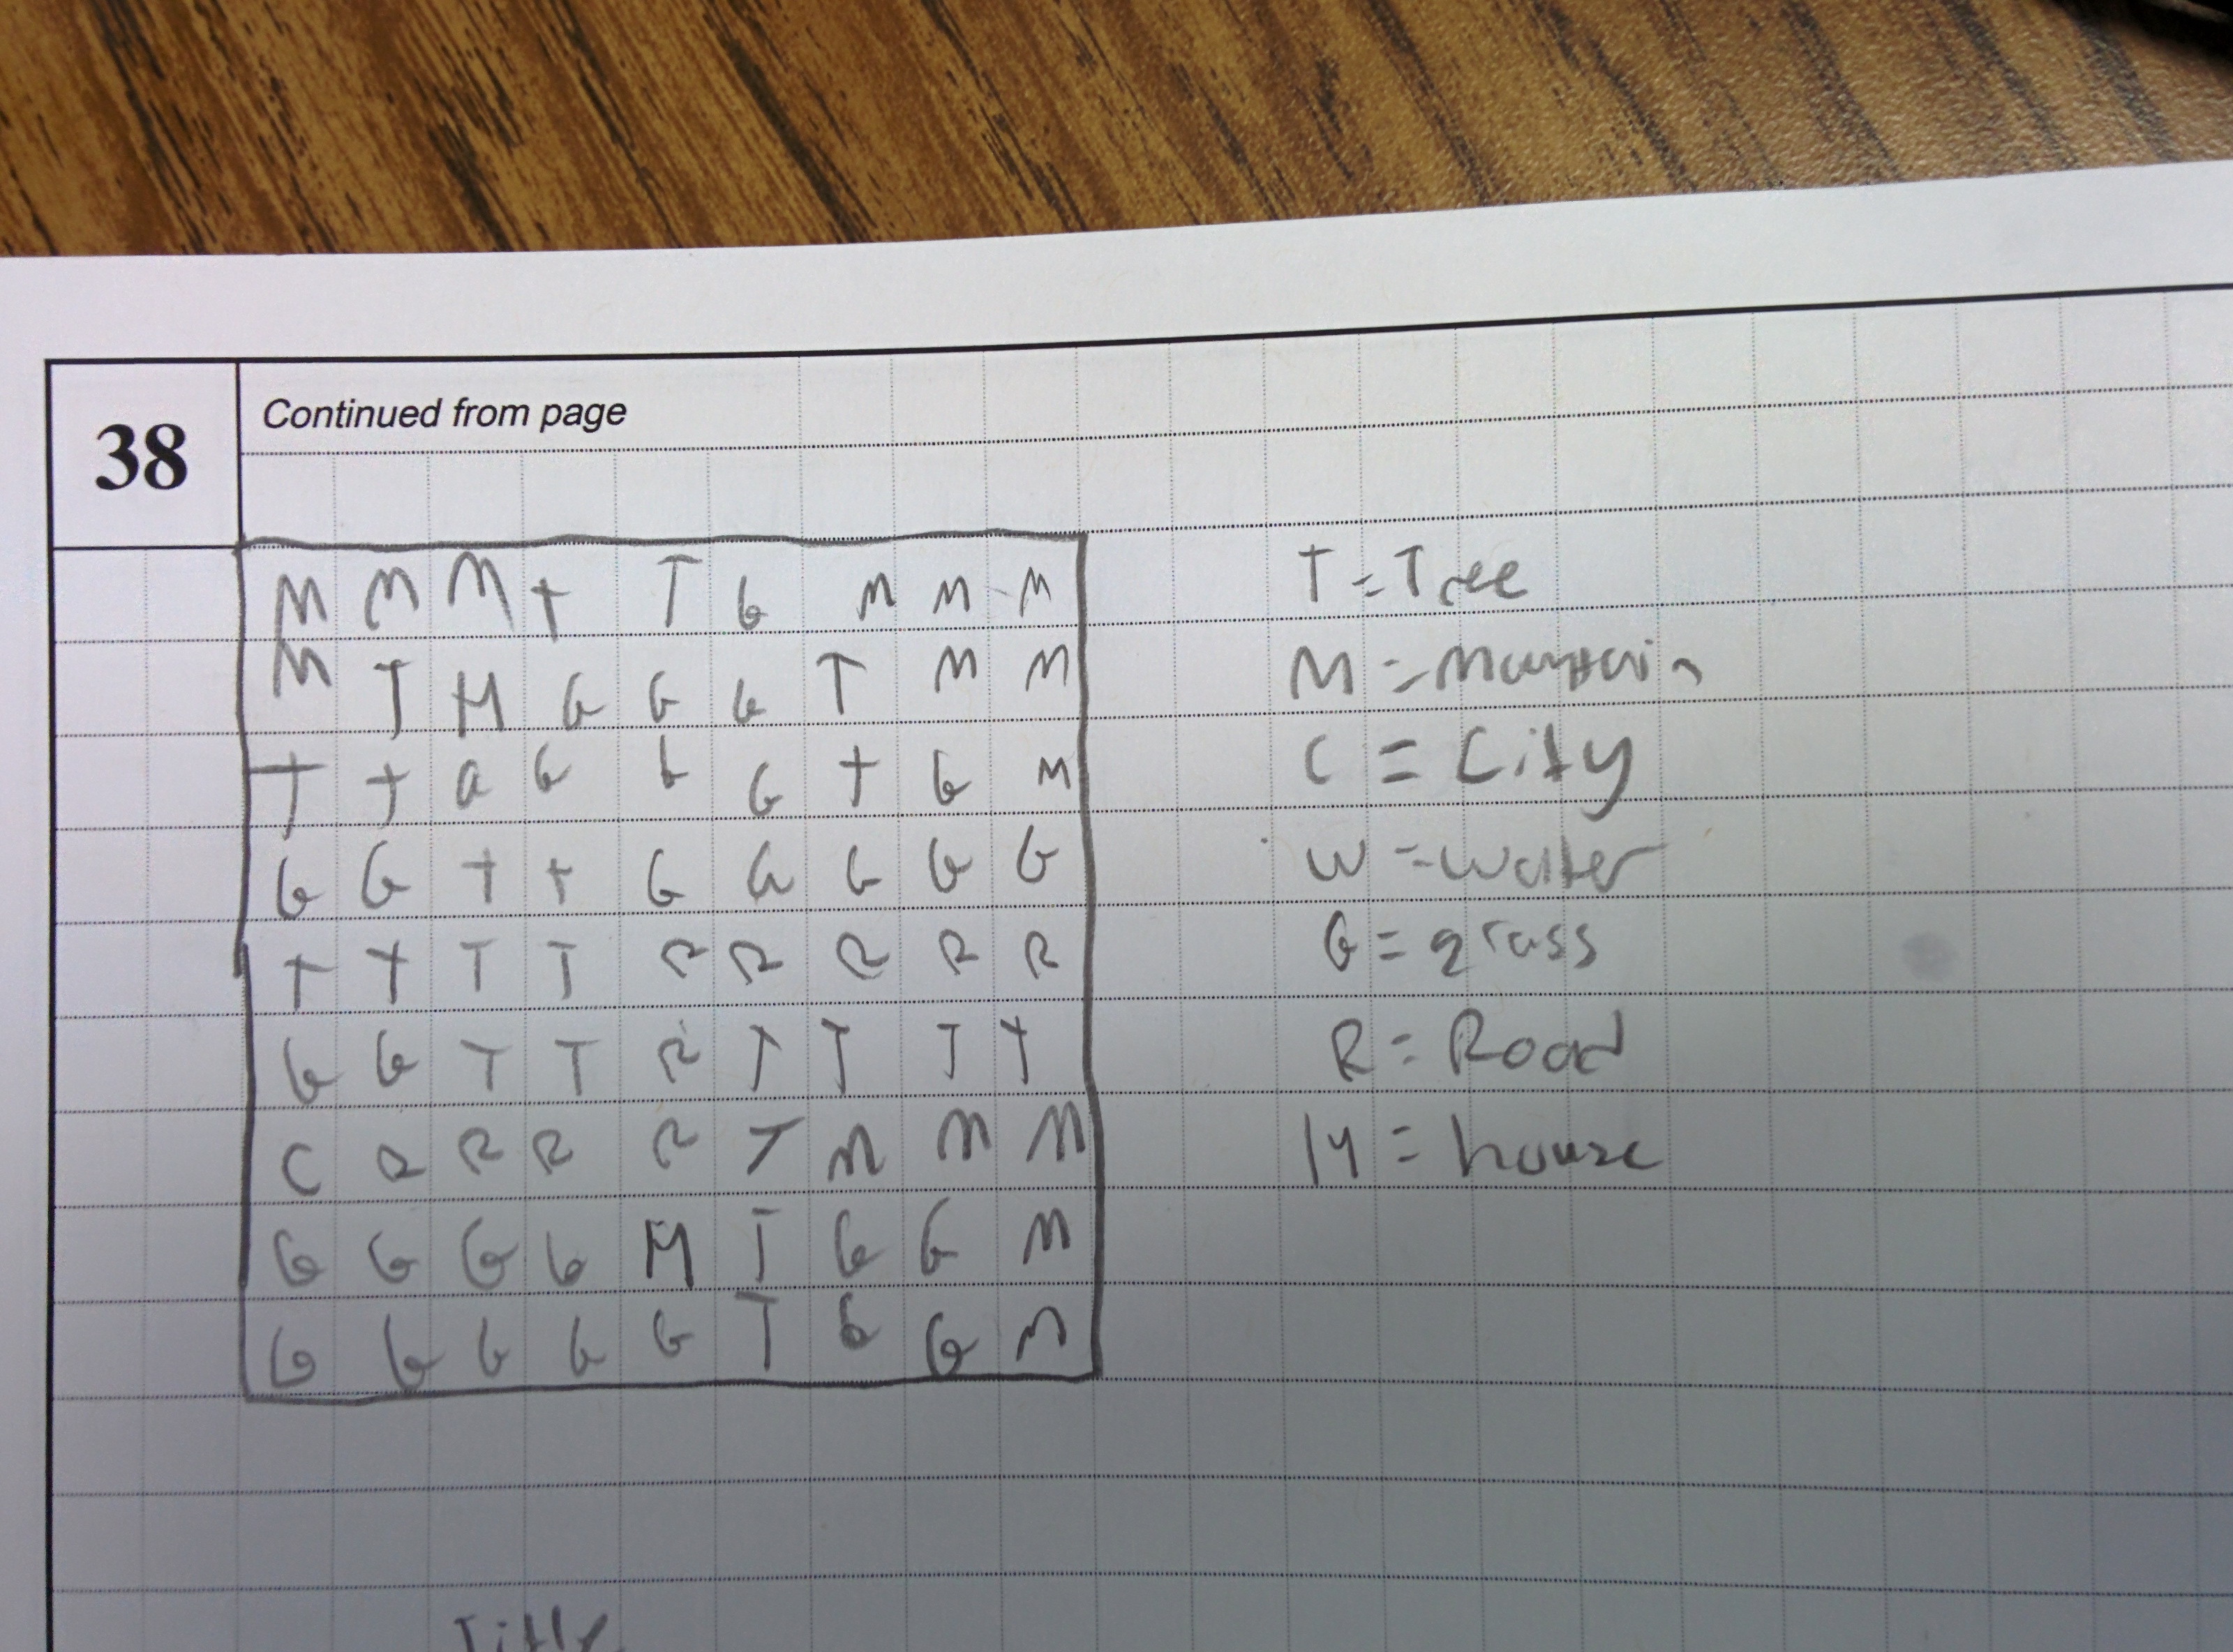 38
Continued from page
M M M T T G M M M
M T M G G G T M M
T T G G G G T G M
G G T T G G G G G
T T T T R R R R R
G G T T R T T T T
C R R R R T M M M
G G G G M T G G M
G G G G G T G G M
T = Tree
M = Mountain
C = City
W = Water
G = grass
R = Road
H = house
Title